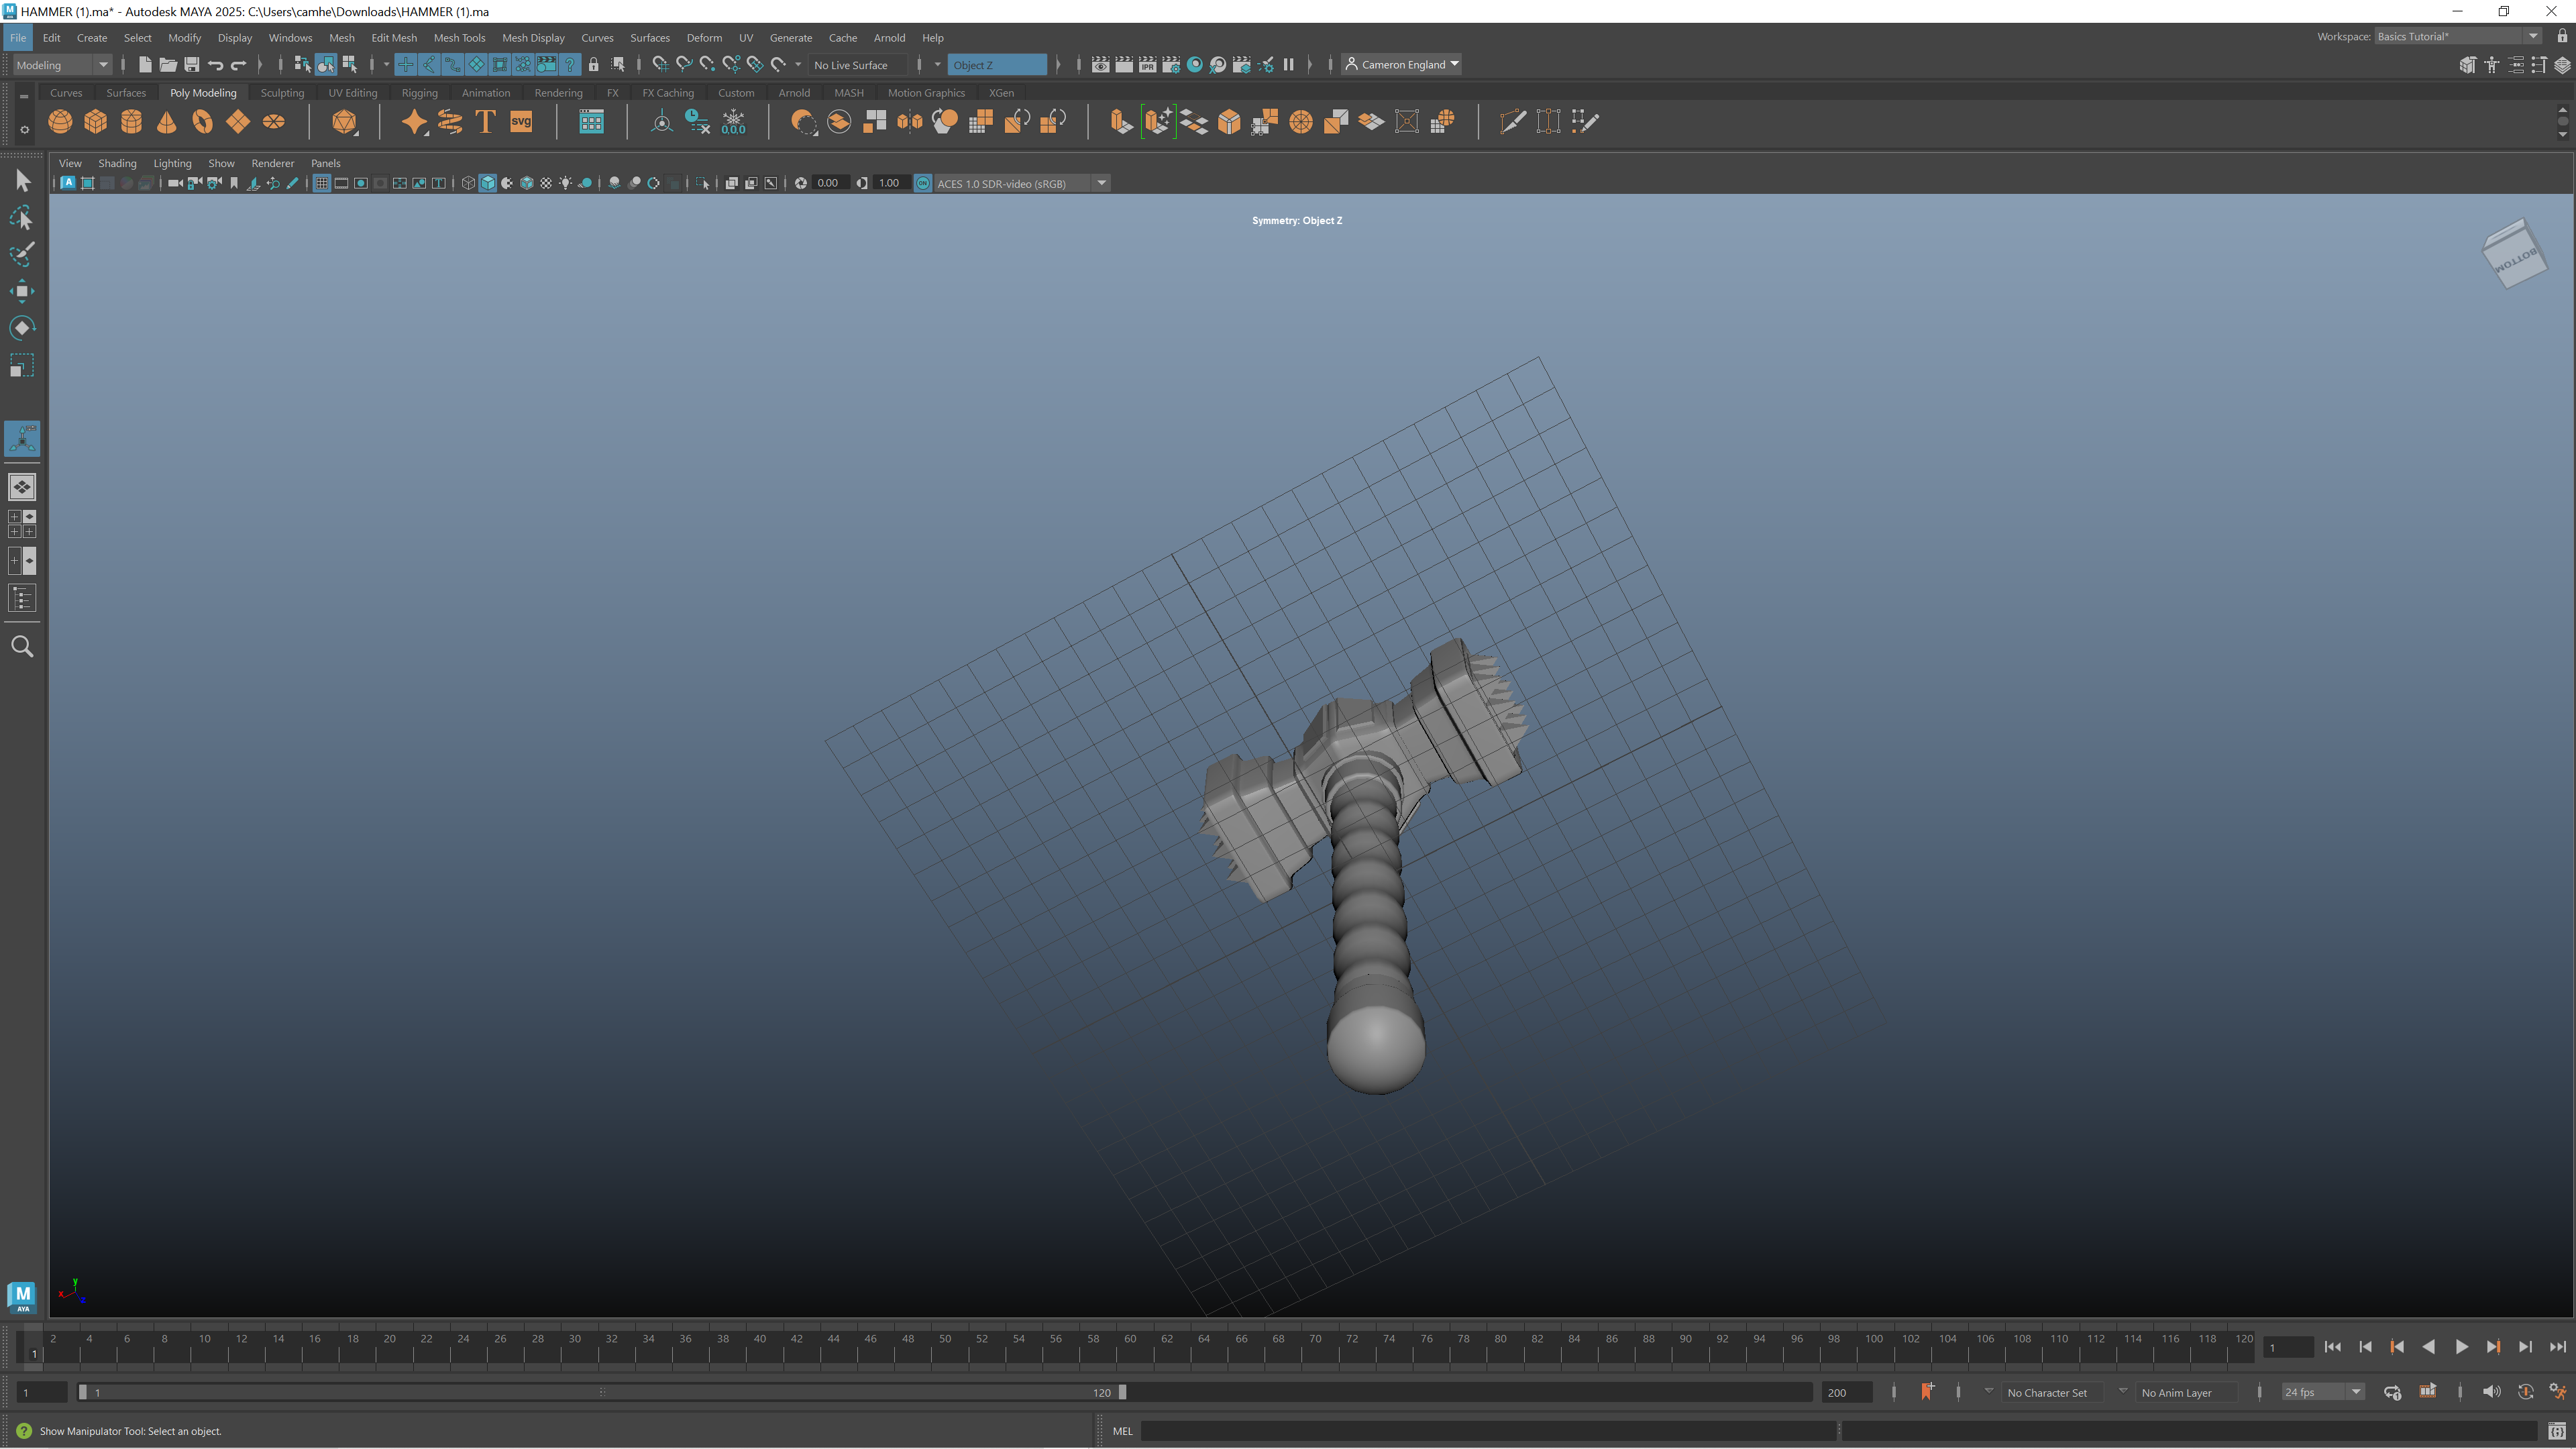 HAMMER (1).ma* - Autodesk MAYA 2025: C:\Users\camhe\Downloads\HAMMER (1).ma
File Edit Create Select Modify Display Windows Mesh Edit Mesh Mesh Tools Mesh Display Curves Surfaces Deform UV Generate Cache Arnold Help
Workspace: Basics Tutorial*
Modeling
No Live Surface
Object Z
IPR
Cameron England
Curves Surfaces Poly Modeling Sculpting UV Editing Rigging Animation Rendering FX FX Caching Custom Arnold MASH Motion Graphics XGen
T svg 0,0,0
View Shading Lighting Show Renderer Panels
A 0.00 1.00 ON ACES 1.0 SDR-video (sRGB)
Symmetry: Object Z
BOTTOM
y
x z
M
AYA
2 4 6 8 10 12 14 16 18 20 22 24 26 28 30 32 34 36 38 40 42 44 46 48 50 52 54 56 58 60 62 64 66 68 70 72 74 76 78 80 82 84 86 88 90 92 94 96 98 100 102 104 106 108 110 112 114 116 118 120
1 1
1 1 120 200 No Character Set No Anim Layer 24 fps
? Show Manipulator Tool: Select an object. MEL